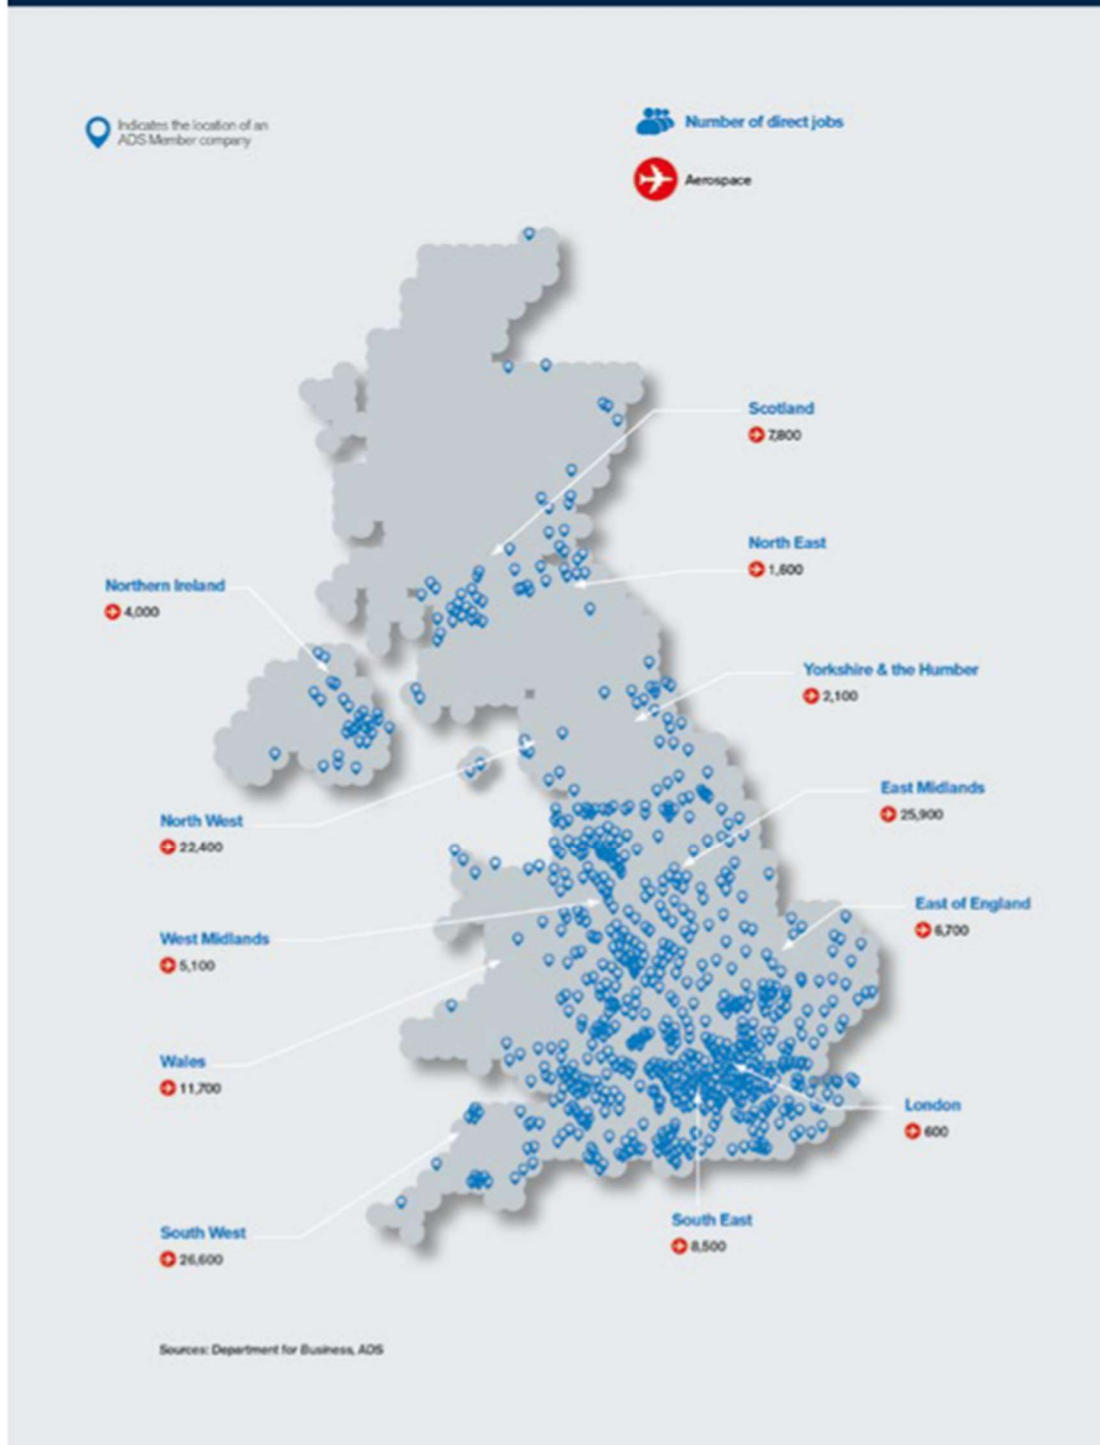 Indicates the location of an
ADS Member company
Number of direct jobs
Aerospace
Scotland
7,800
North East
1,600
Northern Ireland
4,000
Yorkshire & the Humber
2,100
East Midlands
25,900
North West
22,400
East of England
6,700
West Midlands
5,100
Wales
11,700
London
600
South East
8,500
South West
26,600
Sources: Department for Business, ADS